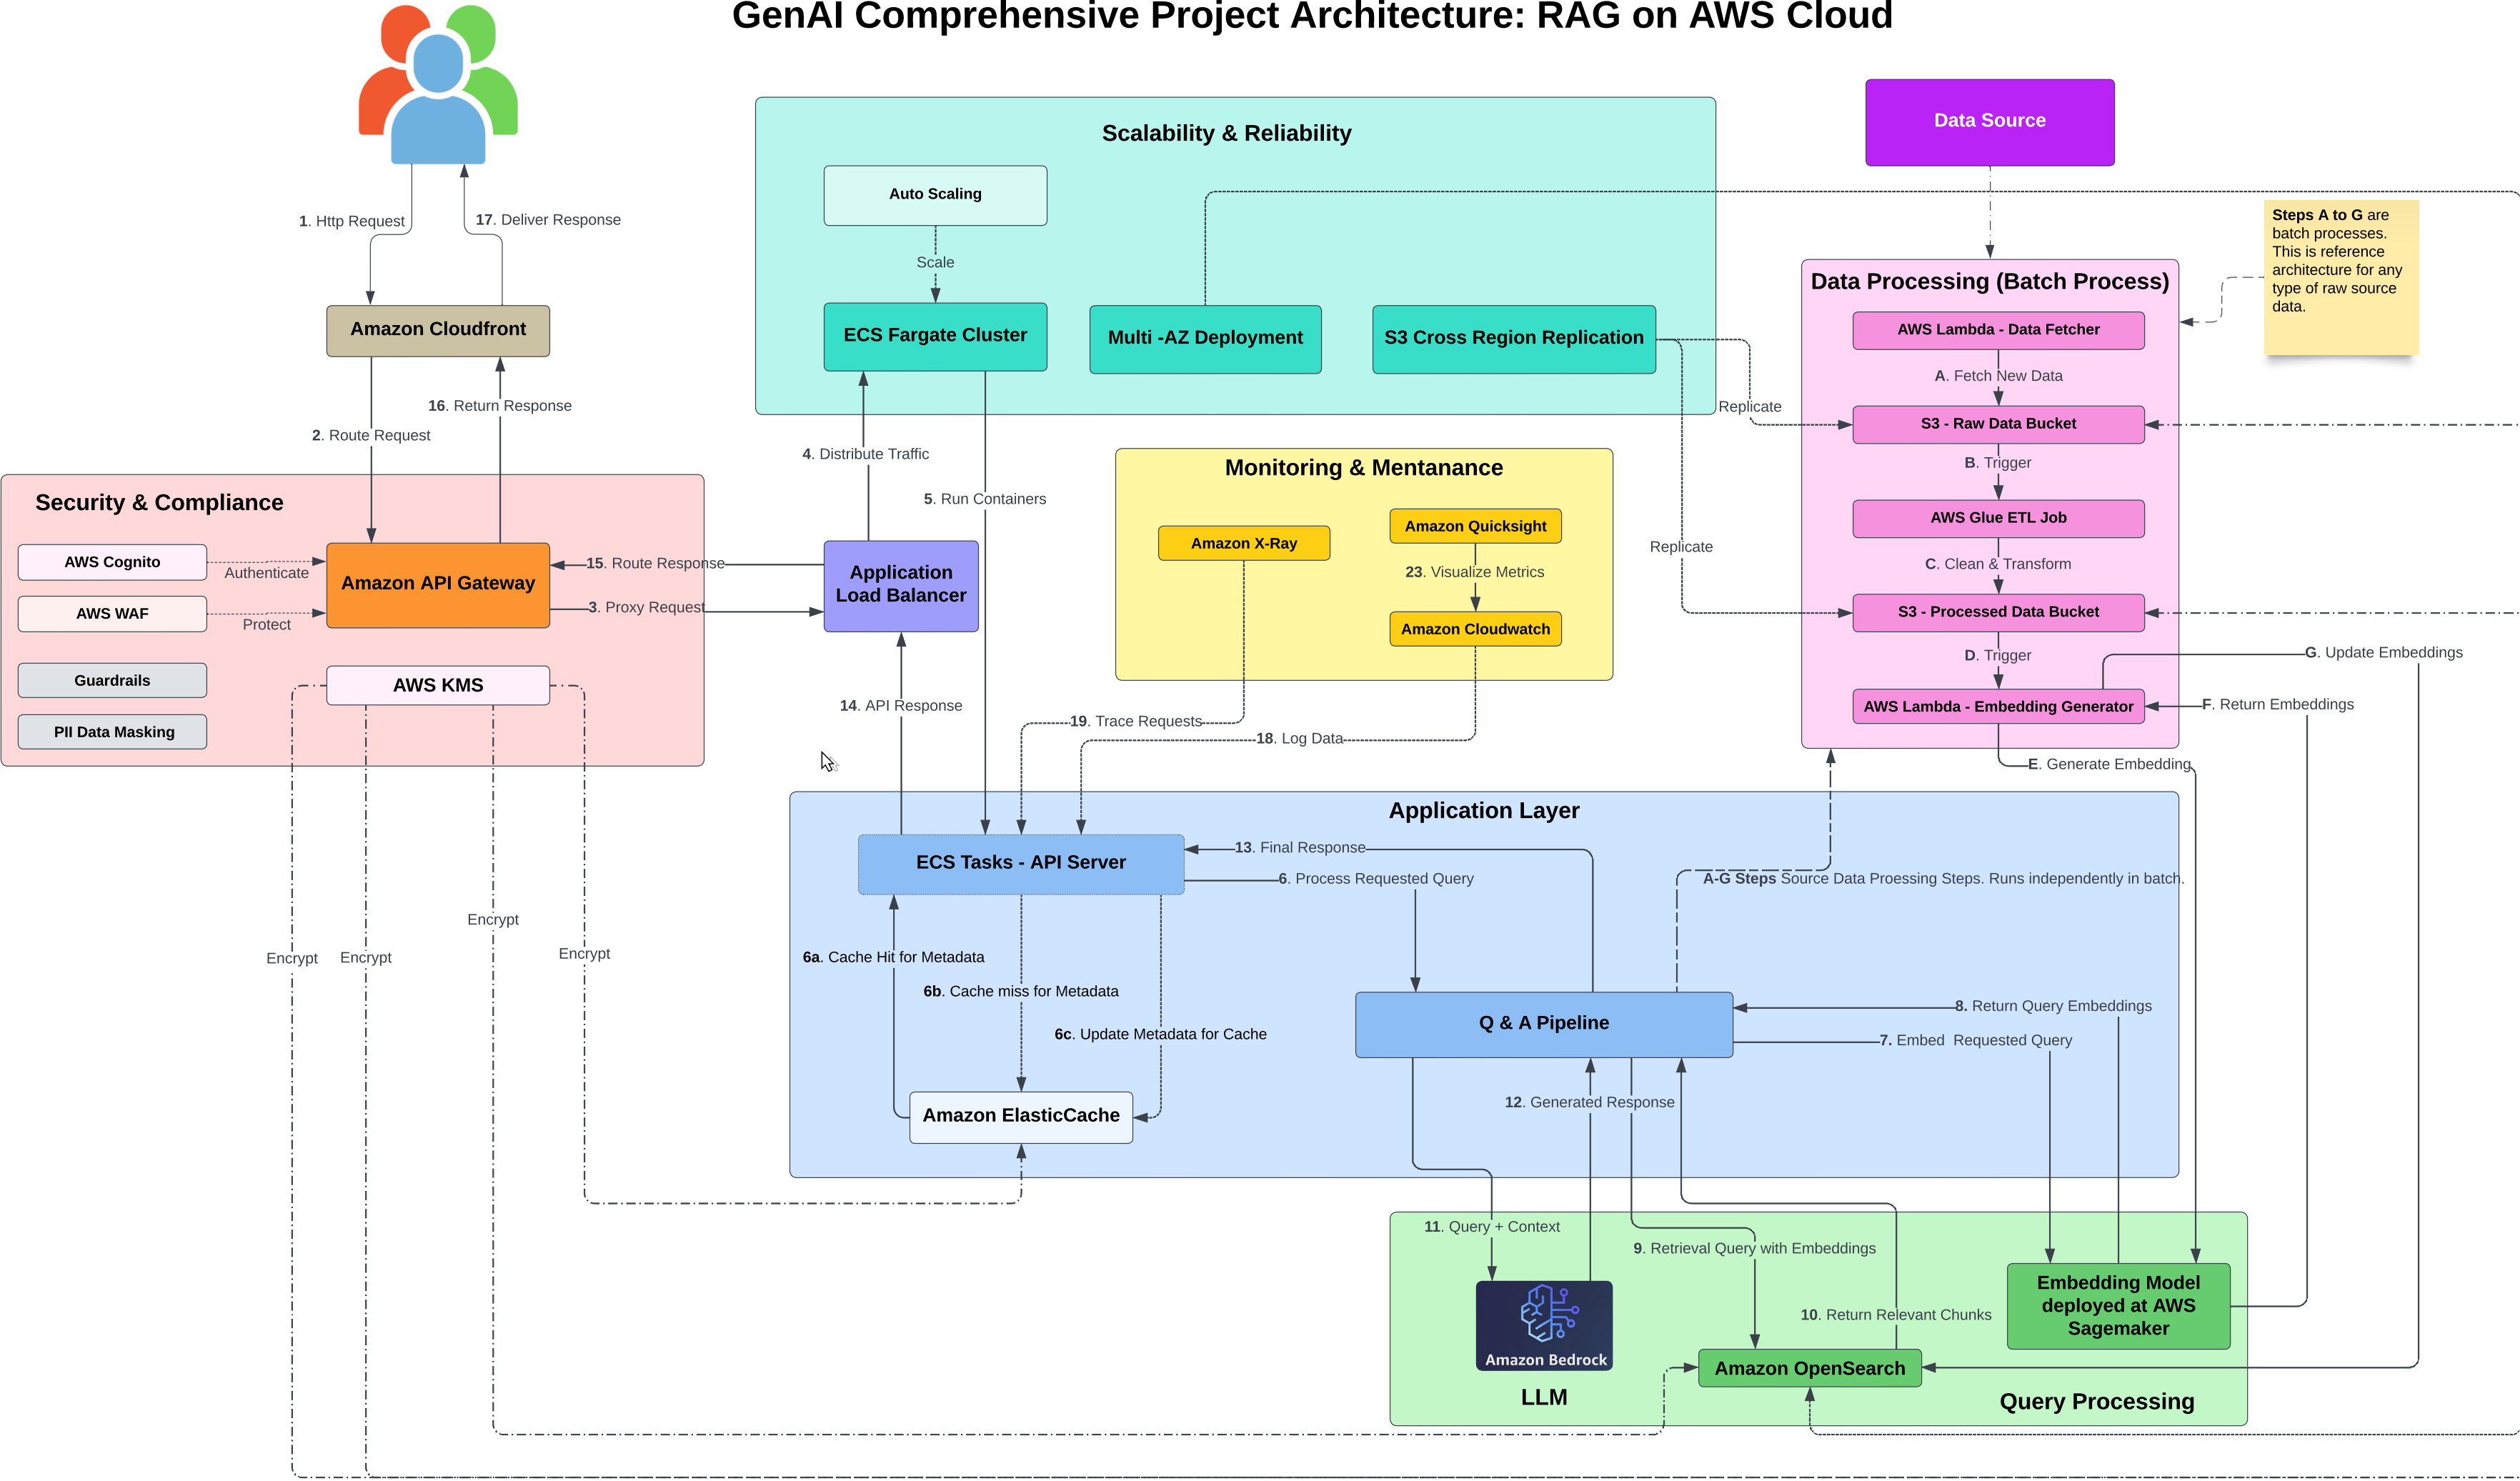 GenAI Comprehensive Project Architecture: RAG on AWS Cloud
1. Http Request
17. Deliver Response
Amazon Cloudfront
16. Return Response
2. Route Request
Security & Compliance
AWS Cognito
Authenticate
AWS WAF
Protect
Amazon API Gateway
Guardrails
PII Data Masking
AWS KMS
15. Route Response
3. Proxy Request
Application
Load Balancer
Scalability & Reliability
Auto Scaling
Scale
ECS Fargate Cluster
Multi -AZ Deployment
S3 Cross Region Replication
4. Distribute Traffic
5. Run Containers
14. API Response
Replicate
Replicate
Monitoring & Mentanance
Amazon X-Ray
Amazon Quicksight
23. Visualize Metrics
Amazon Cloudwatch
19. Trace Requests
18. Log Data
Data Source
Steps A to G are
batch processes.
This is reference
architecture for any
type of raw source
data.
Data Processing (Batch Process)
AWS Lambda - Data Fetcher
A. Fetch New Data
S3 - Raw Data Bucket
B. Trigger
AWS Glue ETL Job
C. Clean & Transform
S3 - Processed Data Bucket
D. Trigger
AWS Lambda - Embedding Generator
G. Update Embeddings
F. Return Embeddings
E. Generate Embedding
Application Layer
ECS Tasks - API Server
13. Final Response
6. Process Requested Query
A-G Steps Source Data Proessing Steps. Runs independently in batch.
6a. Cache Hit for Metadata
6b. Cache miss for Metadata
6c. Update Metadata for Cache
Amazon ElasticCache
Q & A Pipeline
8. Return Query Embeddings
7. Embed  Requested Query
12. Generated Response
Encrypt
Encrypt
Encrypt
Encrypt
11. Query + Context
9. Retrieval Query with Embeddings
10. Return Relevant Chunks
Amazon Bedrock
LLM
Amazon OpenSearch
Embedding Model
deployed at AWS
Sagemaker
Query Processing